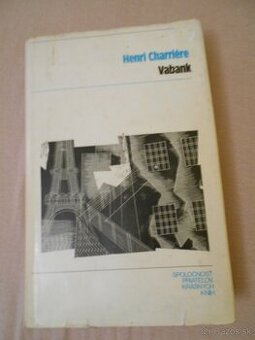 Henri Charrière
Vabank
SPOLOČNOSŤ
PRIATEĽOV
KRÁSNYCH
KNÍH